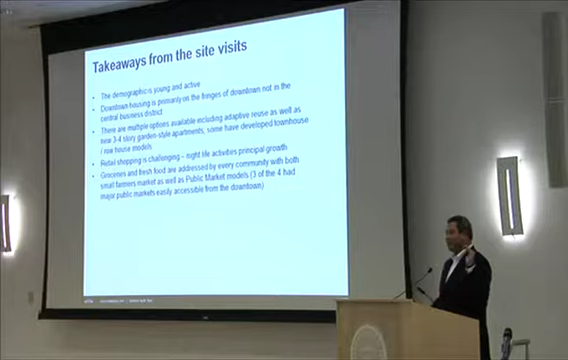 Takeaways from the site visits
• The demographic is young and active
• Downtown housing is primarily on the fringes of downtown not in the
central business district
• There are multiple options available including adaptive reuse as well as
new 3-4 story garden-style apartments, some have developed townhouse
/ row house models
• Retail shopping is challenging – night life activities principal growth
• Groceries and fresh food are addressed by every community with both
small farmers market as well as Public Market models (3 of the 4 had
major public markets easily accessible from the downtown)